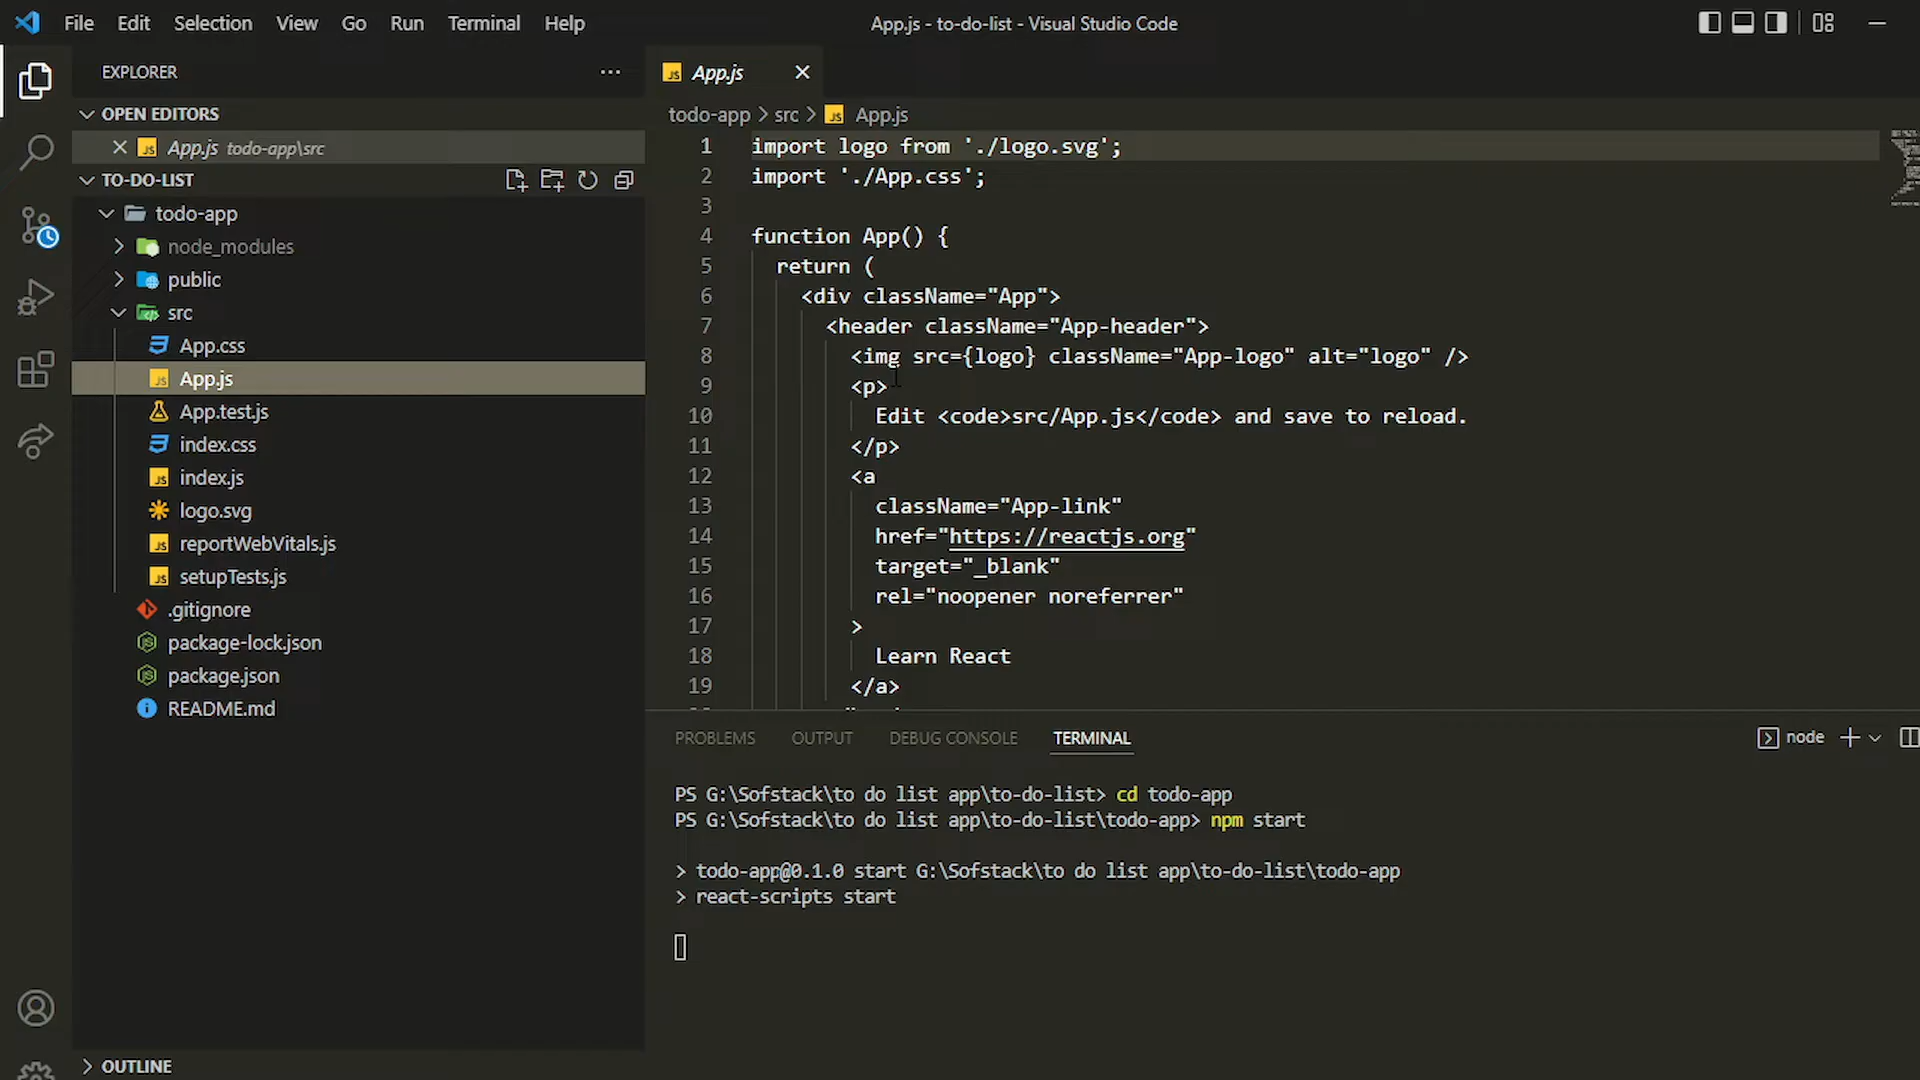 File Edit Selection View Go Run Terminal Help
App.js - to-do-list - Visual Studio Code
EXPLORER
OPEN EDITORS
App.js todo-app\src
TO-DO-LIST
todo-app
node_modules
public
src
App.css
App.js
App.test.js
index.css
index.js
logo.svg
reportWebVitals.js
setupTests.js
.gitignore
package-lock.json
package.json
README.md
OUTLINE
App.js
todo-app > src > App.js
1 import logo from './logo.svg';
2 import './App.css';
3
4 function App() {
5 return (
6 <div className="App">
7 <header className="App-header">
8 <img src={logo} className="App-logo" alt="logo" />
9 <p>
10 Edit <code>src/App.js</code> and save to reload.
11 </p>
12 <a
13 className="App-link"
14 href="https://reactjs.org"
15 target="_blank"
16 rel="noopener noreferrer"
17 >
18 Learn React
19 </a>
PROBLEMS OUTPUT DEBUG CONSOLE TERMINAL
node
PS G:\Sofstack\to do list app\to-do-list> cd todo-app
PS G:\Sofstack\to do list app\to-do-list\todo-app> npm start
> todo-app@0.1.0 start G:\Sofstack\to do list app\to-do-list\todo-app
> react-scripts start